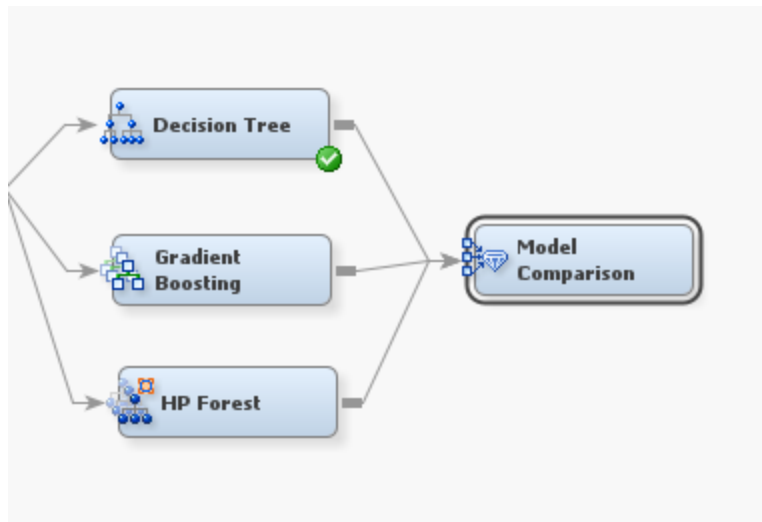 Decision Tree
Gradient
Boosting
HP Forest
Model
Comparison